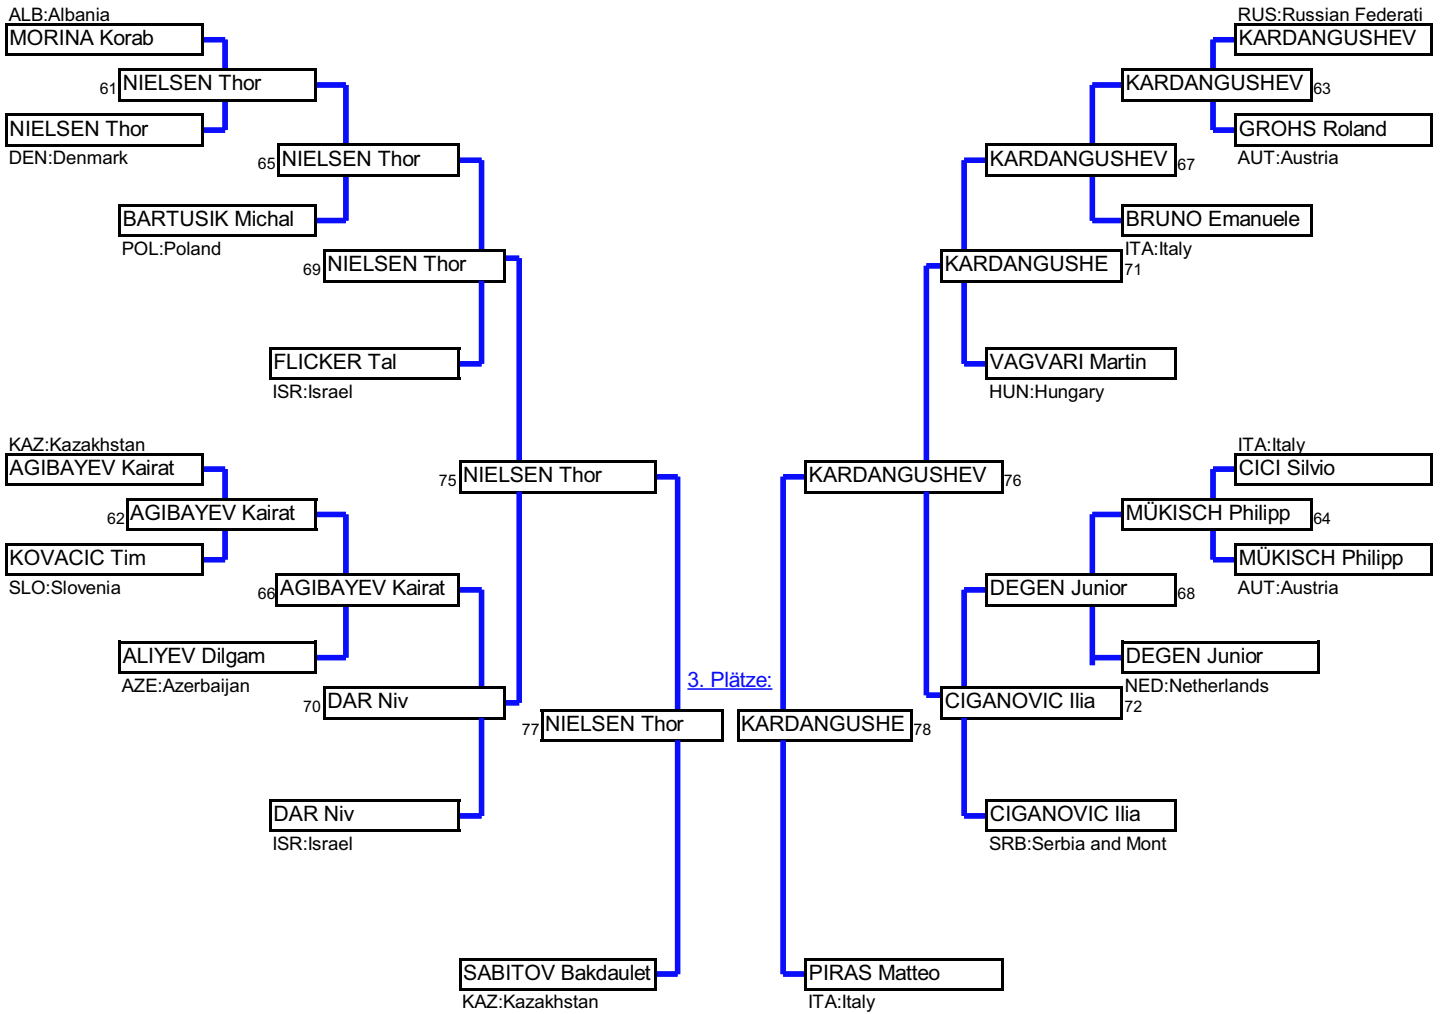 ALB:Albania
MORINA Korab
61 NIELSEN Thor
NIELSEN Thor
DEN:Denmark
65 NIELSEN Thor
BARTUSIK Michal
POL:Poland
69 NIELSEN Thor
FLICKER Tal
ISR:Israel
KAZ:Kazakhstan
AGIBAYEV Kairat
75 NIELSEN Thor
62 AGIBAYEV Kairat
KOVACIC Tim
SLO:Slovenia
66 AGIBAYEV Kairat
ALIYEV Dilgam
AZE:Azerbaijan
70 DAR Niv
77 NIELSEN Thor
DAR Niv
ISR:Israel
SABITOV Bakdaulet
KAZ:Kazakhstan
3. Plätze:
RUS:Russian Federati
KARDANGUSHEV
KARDANGUSHEV 63
GROHS Roland
AUT:Austria
KARDANGUSHEV 67
BRUNO Emanuele
ITA:Italy
KARDANGUSHE 71
VAGVARI Martin
HUN:Hungary
ITA:Italy
CICI Silvio
KARDANGUSHEV 76
MÜKISCH Philipp 64
MÜKISCH Philipp
AUT:Austria
DEGEN Junior 68
DEGEN Junior
NED:Netherlands
CIGANOVIC Ilia 72
KARDANGUSHE 78
CIGANOVIC Ilia
SRB:Serbia and Mont
PIRAS Matteo
ITA:Italy